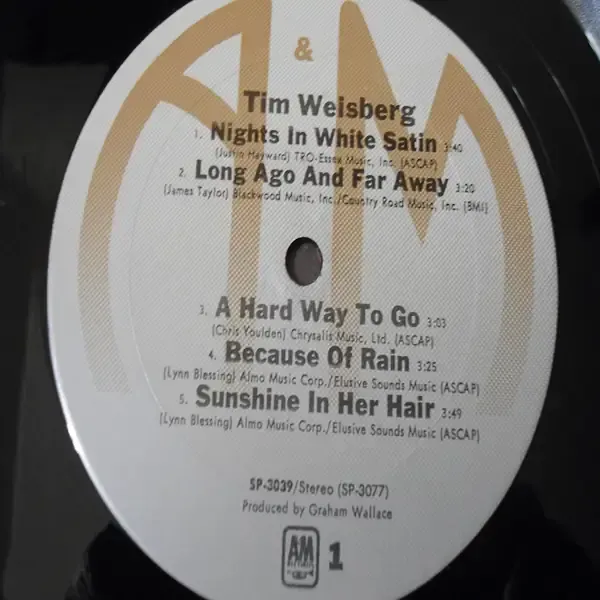 &
Tim Weisberg
1. Nights In White Satin 3:40
(Justin Hayward) TRO-Essex Music, Inc. (ASCAP)
2. Long Ago And Far Away 3:20
(James Taylor) Blackwood Music, Inc./Country Road Music, Inc. (BMI)
3. A Hard Way To Go 3:03
(Chris Youlden) Chrysalis Music, Ltd. (ASCAP)
4. Because Of Rain 3:25
(Lynn Blessing) Almo Music Corp./Elusive Sounds Music (ASCAP)
5. Sunshine In Her Hair 3:49
(Lynn Blessing) Almo Music Corp./Elusive Sounds Music (ASCAP)
SP-3039/Stereo (SP-3077)
Produced by Graham Wallace
AM 1